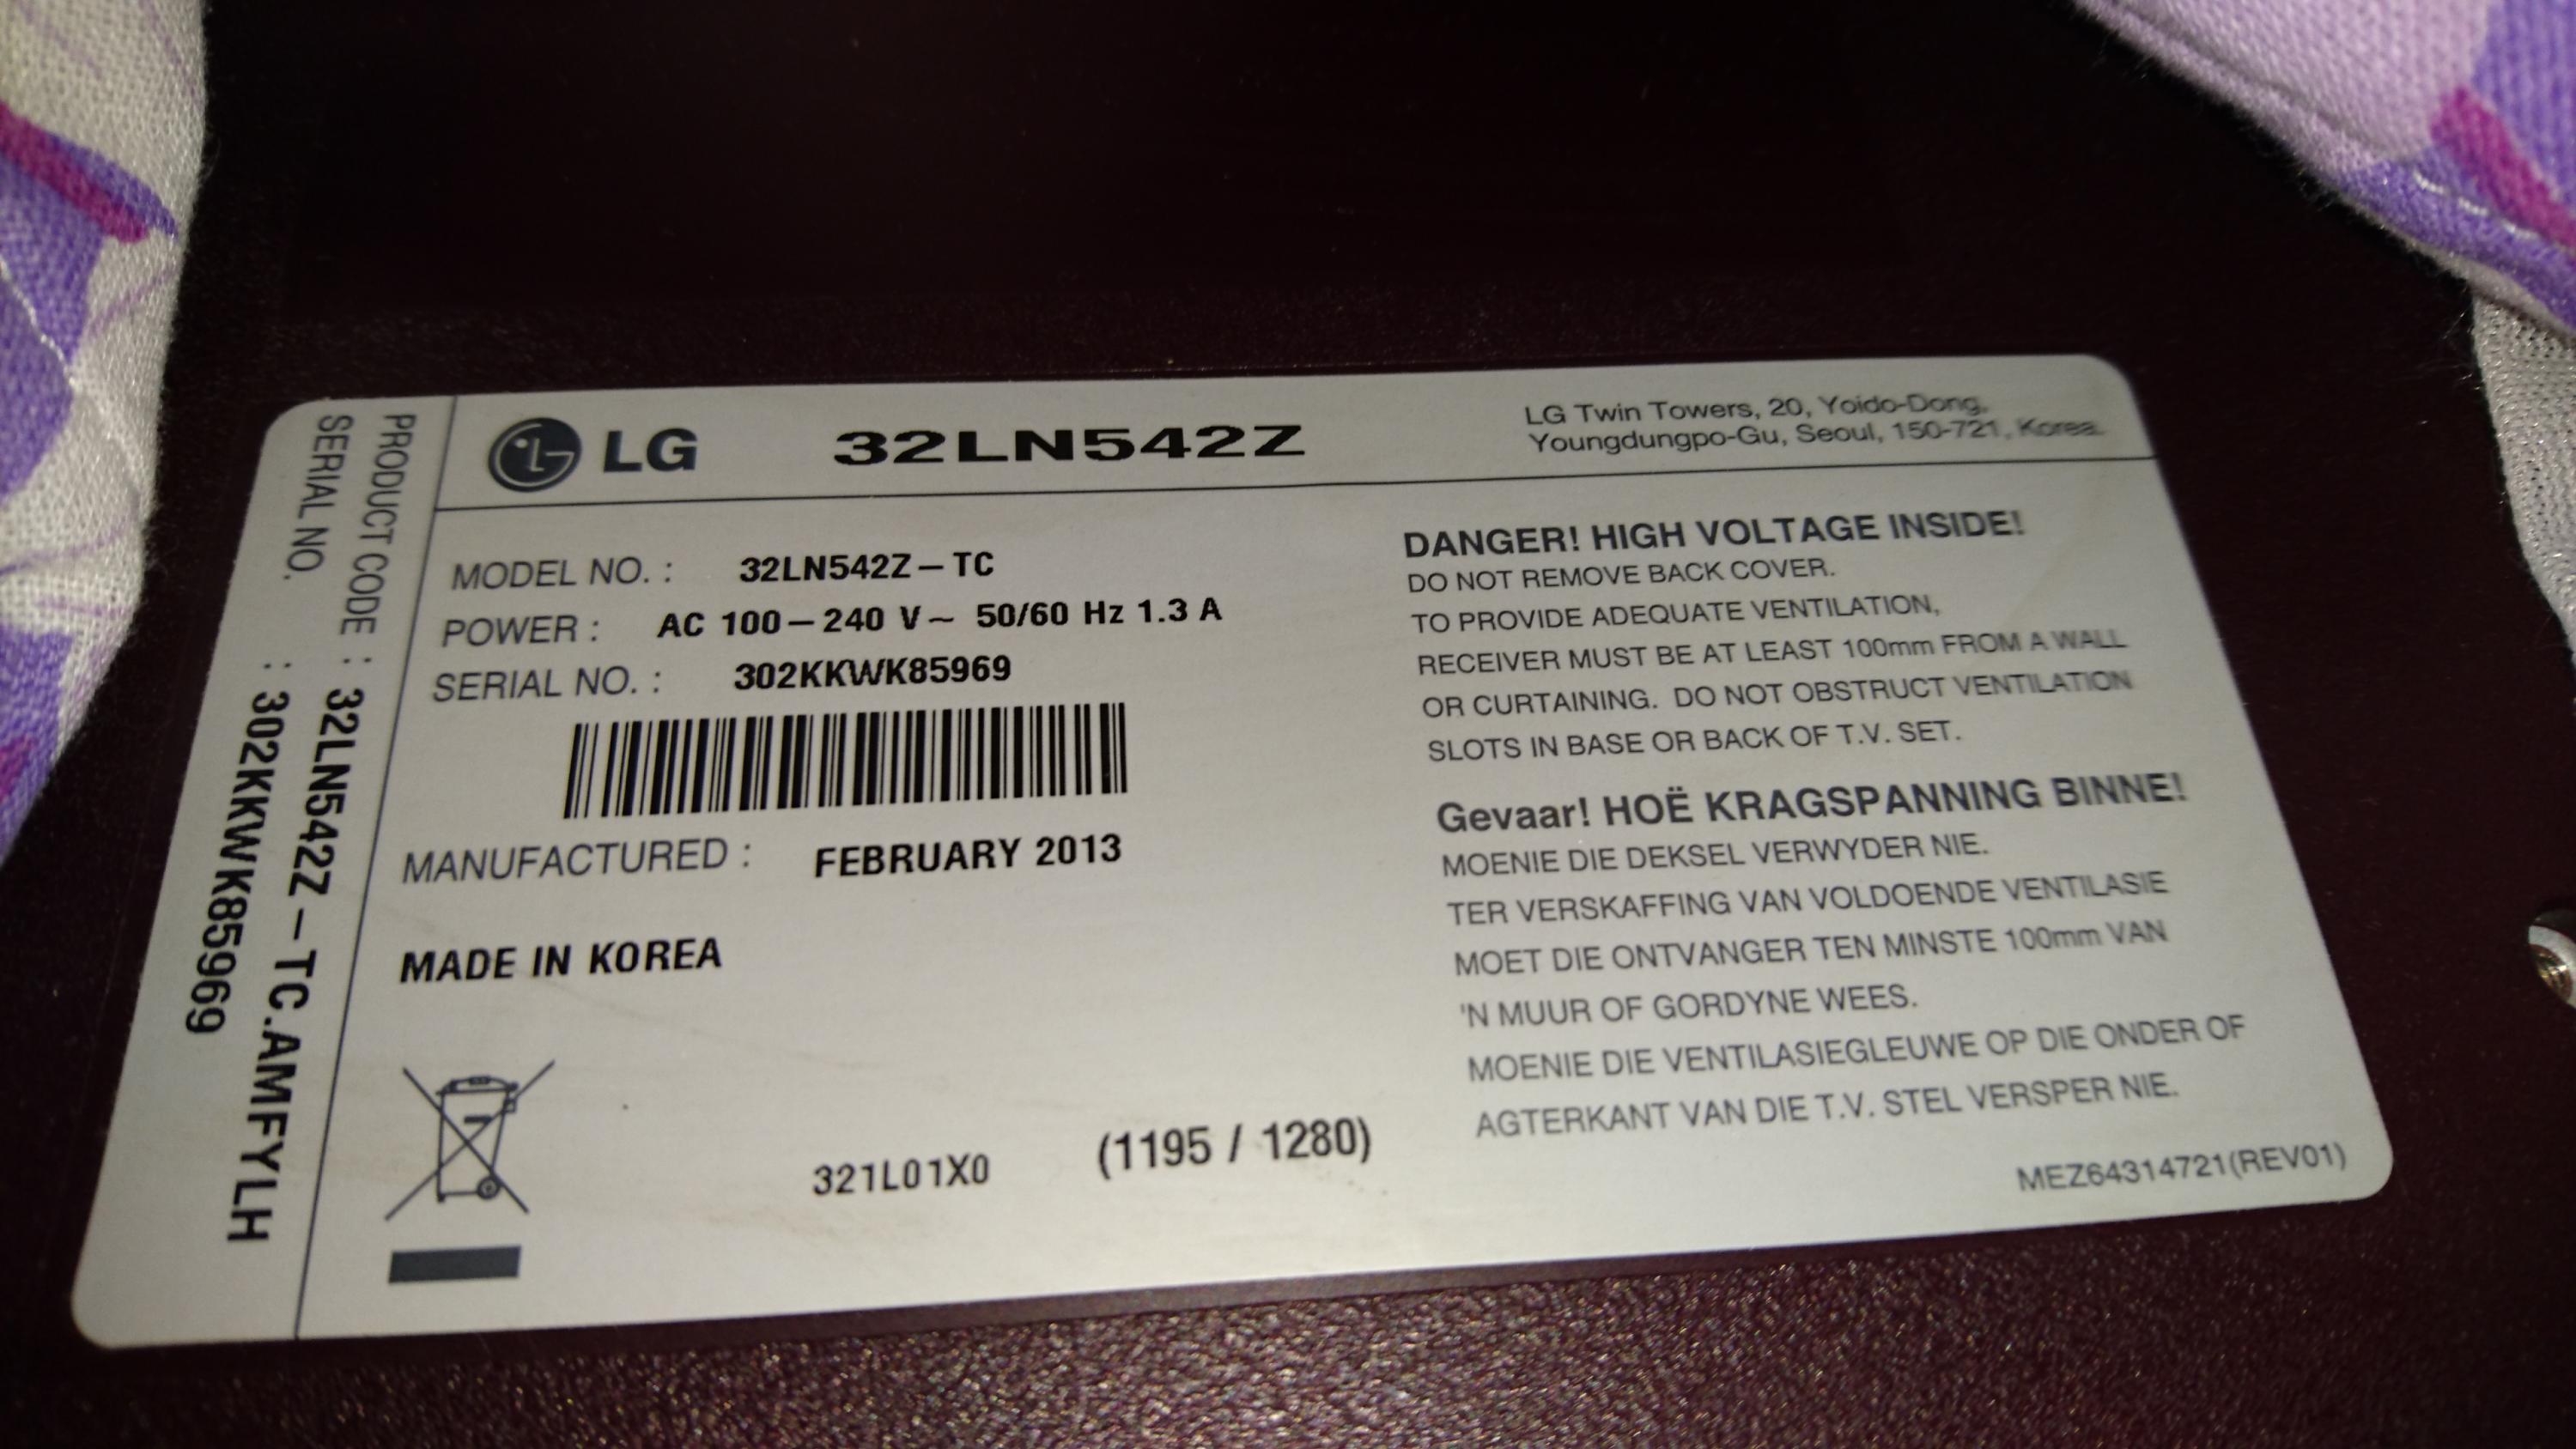 LG 32LN542Z
LG Twin Towers, 20, Yoido-Dong,
Youngdungpo-Gu, Seoul, 150-721, Korea.
PRODUCT CODE : 32LN542Z-TC.AMFYLH
SERIAL NO. : 302KKWK85969
MODEL NO. : 32LN542Z-TC
POWER : AC 100-240 V~ 50/60 Hz 1.3 A
SERIAL NO. : 302KKWK85969
MANUFACTURED : FEBRUARY 2013
MADE IN KOREA
321L01X0 (1195 / 1280)
DANGER! HIGH VOLTAGE INSIDE!
DO NOT REMOVE BACK COVER.
TO PROVIDE ADEQUATE VENTILATION,
RECEIVER MUST BE AT LEAST 100mm FROM A WALL
OR CURTAINING. DO NOT OBSTRUCT VENTILATION
SLOTS IN BASE OR BACK OF T.V. SET.
Gevaar! HOË KRAGSPANNING BINNE!
MOENIE DIE DEKSEL VERWYDER NIE.
TER VERSKAFFING VAN VOLDOENDE VENTILASIE
MOET DIE ONTVANGER TEN MINSTE 100mm VAN
'N MUUR OF GORDYNE WEES.
MOENIE DIE VENTILASIEGLEUWE OP DIE ONDER OF
AGTERKANT VAN DIE T.V. STEL VERSPER NIE.
MEZ64314721(REV01)